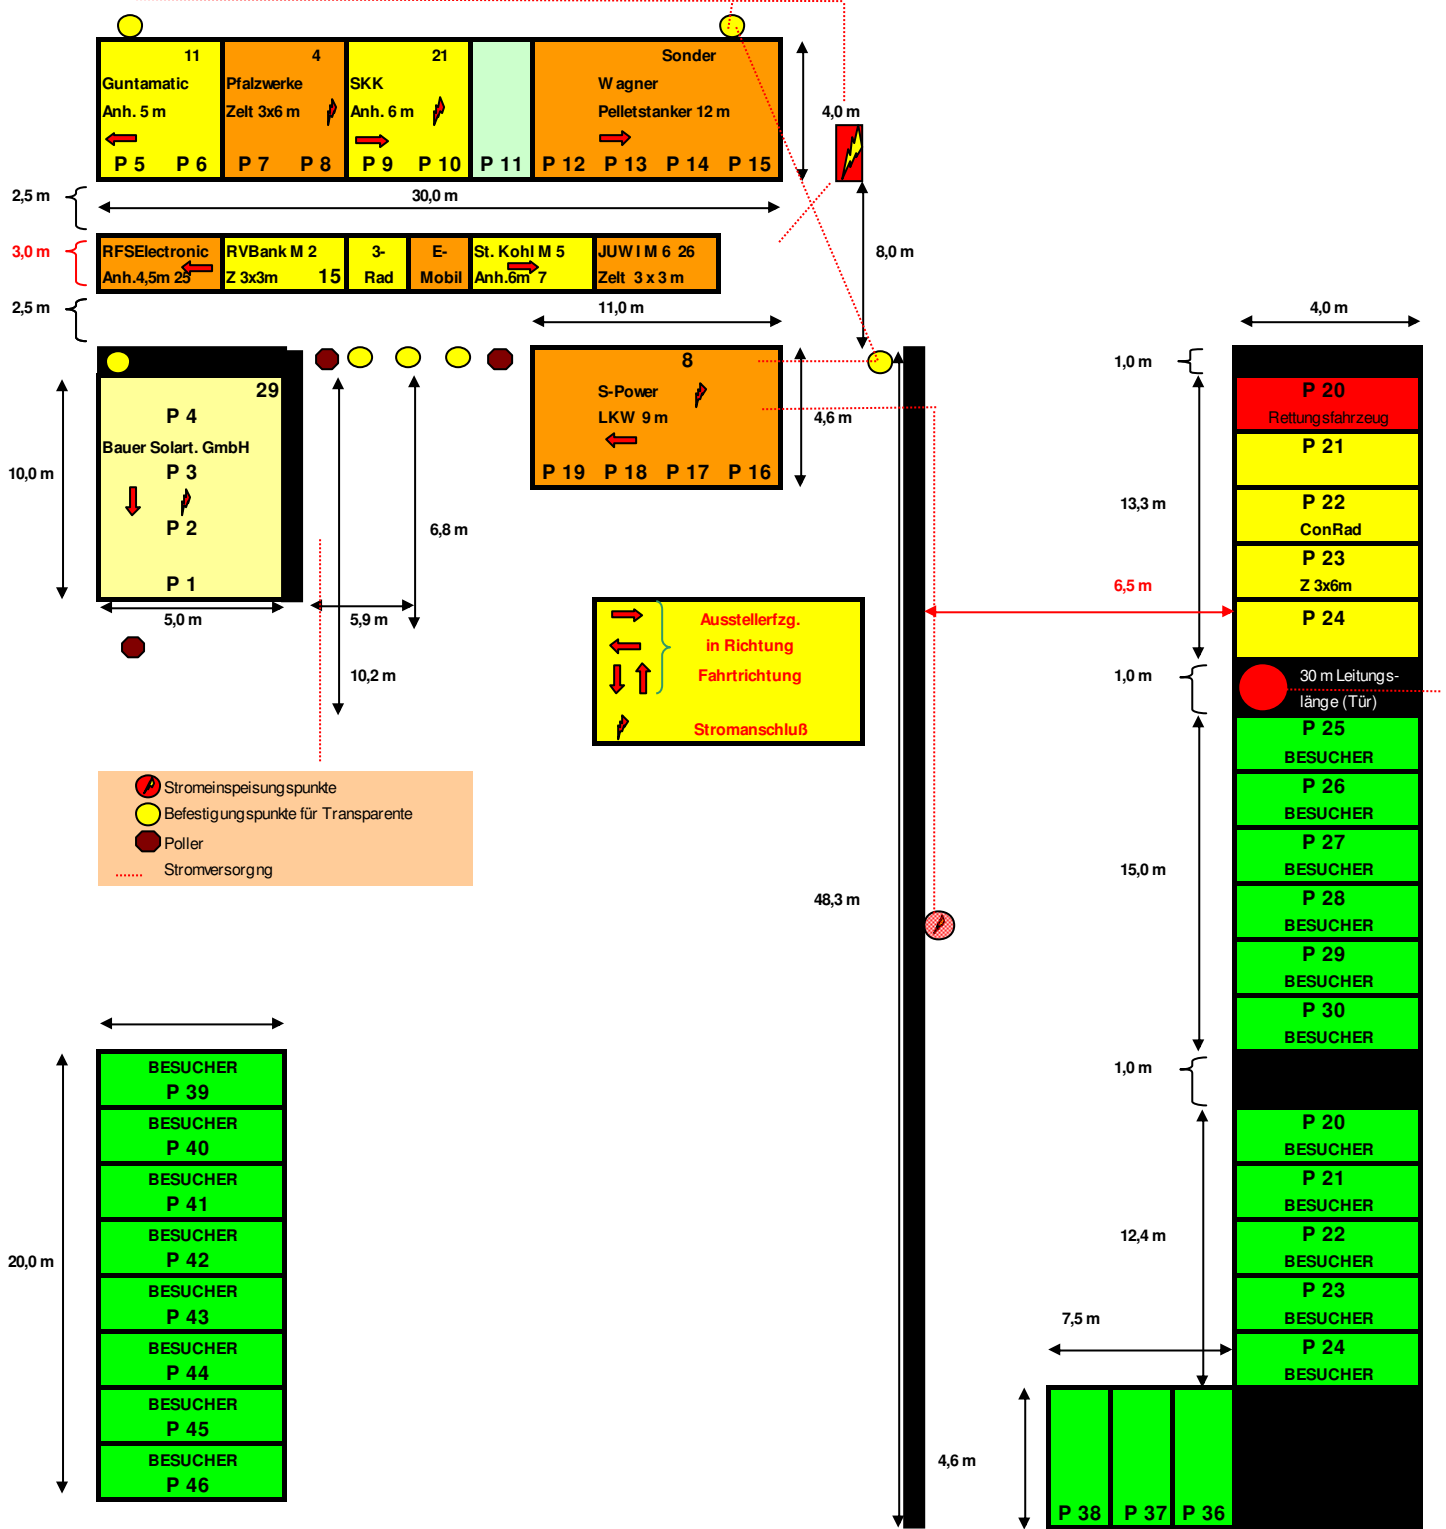 11
4
21
Sonder
Guntamatic
Pfalzwerke
SKK
Wagner
Anh. 5 m
Zelt 3x6 m
Anh. 6 m
Pelletstanker 12 m
4,0 m
P 5
P 6
P 7
P 8
P 9
P 10
P 11
P 12
P 13
P 14
P 15
2,5 m
30,0 m
3,0 m
RFSElectronic
Anh.4,5m 25
RVBank M 2
Z 3x3m
15
3-
Rad
E-
Mobil
St. Kohl M 5
Anh.6m 7
JUWI M 6 26
Zelt 3 x 3 m
8,0 m
2,5 m
11,0 m
4,0 m
1,0 m
29
P 4
Bauer Solart. GmbH
P 3
P 2
P 1
10,0 m
5,0 m
5,9 m
6,8 m
10,2 m
8
S-Power
LKW 9 m
P 19
P 18
P 17
P 16
4,6 m
P 20
Rettungsfahrzeug
P 21
P 22
ConRad
P 23
Z 3x6m
P 24
13,3 m
6,5 m
Ausstellerfzg.
in Richtung
Fahrtrichtung
Stromanschluß
1,0 m
30 m Leitungs-
länge (Tür)
Stromeinspeisungspunkte
Befestigungspunkte für Transparente
Poller
Stromversorgng
48,3 m
15,0 m
P 25
BESUCHER
P 26
BESUCHER
P 27
BESUCHER
P 28
BESUCHER
P 29
BESUCHER
P 30
BESUCHER
1,0 m
20,0 m
BESUCHER
P 39
BESUCHER
P 40
BESUCHER
P 41
BESUCHER
P 42
BESUCHER
P 43
BESUCHER
P 44
BESUCHER
P 45
BESUCHER
P 46
12,4 m
P 20
BESUCHER
P 21
BESUCHER
P 22
BESUCHER
P 23
BESUCHER
P 24
BESUCHER
7,5 m
4,6 m
P 38
P 37
P 36